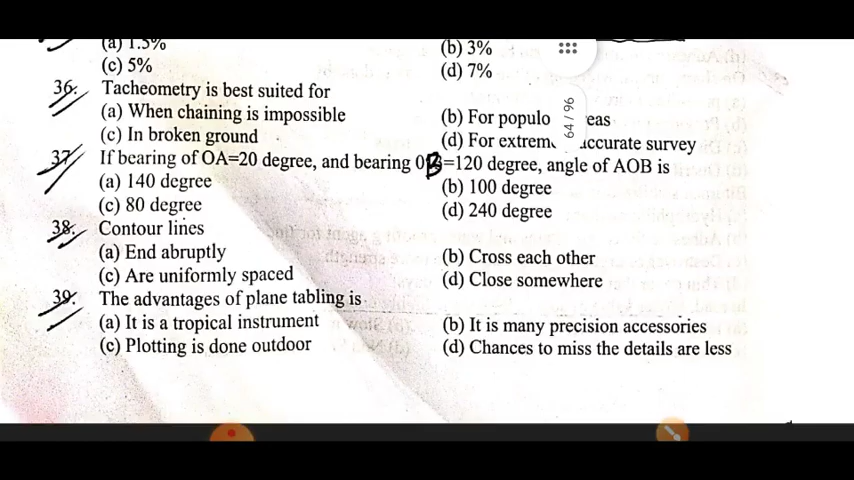 (a) 1.5%
(b) 3%
(c) 5%
(d) 7%
36. Tacheometry is best suited for
(a) When chaining is impossible
(b) For populo reas
(c) In broken ground
(d) For extrem accurate survey
37. If bearing of OA=20 degree, and bearing 0B=120 degree, angle of AOB is
(a) 140 degree
(b) 100 degree
(c) 80 degree
(d) 240 degree
38. Contour lines
(a) End abruptly
(b) Cross each other
(c) Are uniformly spaced
(d) Close somewhere
39. The advantages of plane tabling is
(a) It is a tropical instrument
(b) It is many precision accessories
(c) Plotting is done outdoor
(d) Chances to miss the details are less
64 / 96